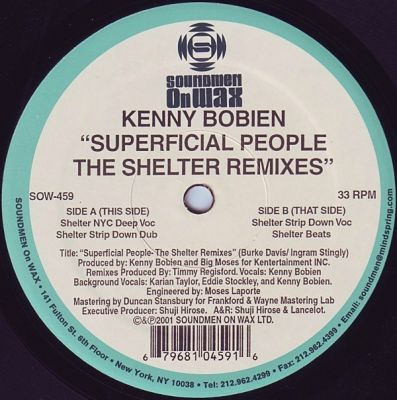 S
SOUNDMEN
On WAX
KENNY BOBIEN
“SUPERFICIAL PEOPLE
THE SHELTER REMIXES”
SOW-459
33 RPM
SIDE A (THIS SIDE)
Shelter NYC Deep Voc
Shelter Strip Down Dub
SIDE B (THAT SIDE)
Shelter Strip Down Voc
Shelter Beats
Title: “Superficial People-The Shelter Remixes” (Burke Davis/ Ingram Stingly)
Produced by: Kenny Bobien and Big Moses for Kentertainment INC.
Remixes Produced by: Timmy Regisford. Vocals: Kenny Bobien
Background Vocals: Karian Taylor, Eddie Stockley, and Kenny Bobien.
Engineered by: Moses Laporte
Mastering by Duncan Stansbury for Frankford & Wayne Mastering Lab
Executive Producer: Shuji Hirose. A&R: Shuji Hirose & Lancelot.
©&℗2001 SOUNDMEN ON WAX LTD.
6 79681 04591 6
SOUNDMEN ON WAX • 141 Fulton St. 6th Floor • New York, NY 10038 • Tel: 212.962.4299 • Fax: 212.962.4399 • Email: soundmen@mindspring.com